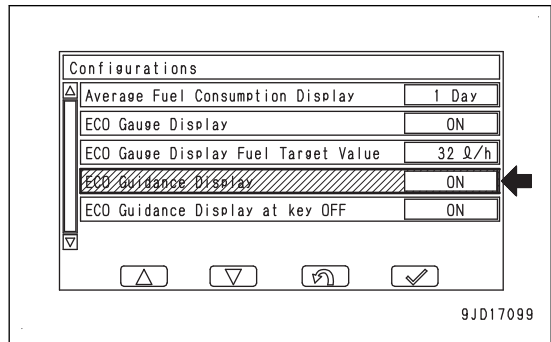 Configurations
Average Fuel Consumption Display 1 Day
ECO Gauge Display ON
ECO Gauge Display Fuel Target Value 32 ℓ/h
ECO Guidance Display ON
ECO Guidance Display at key OFF ON
9JD17099